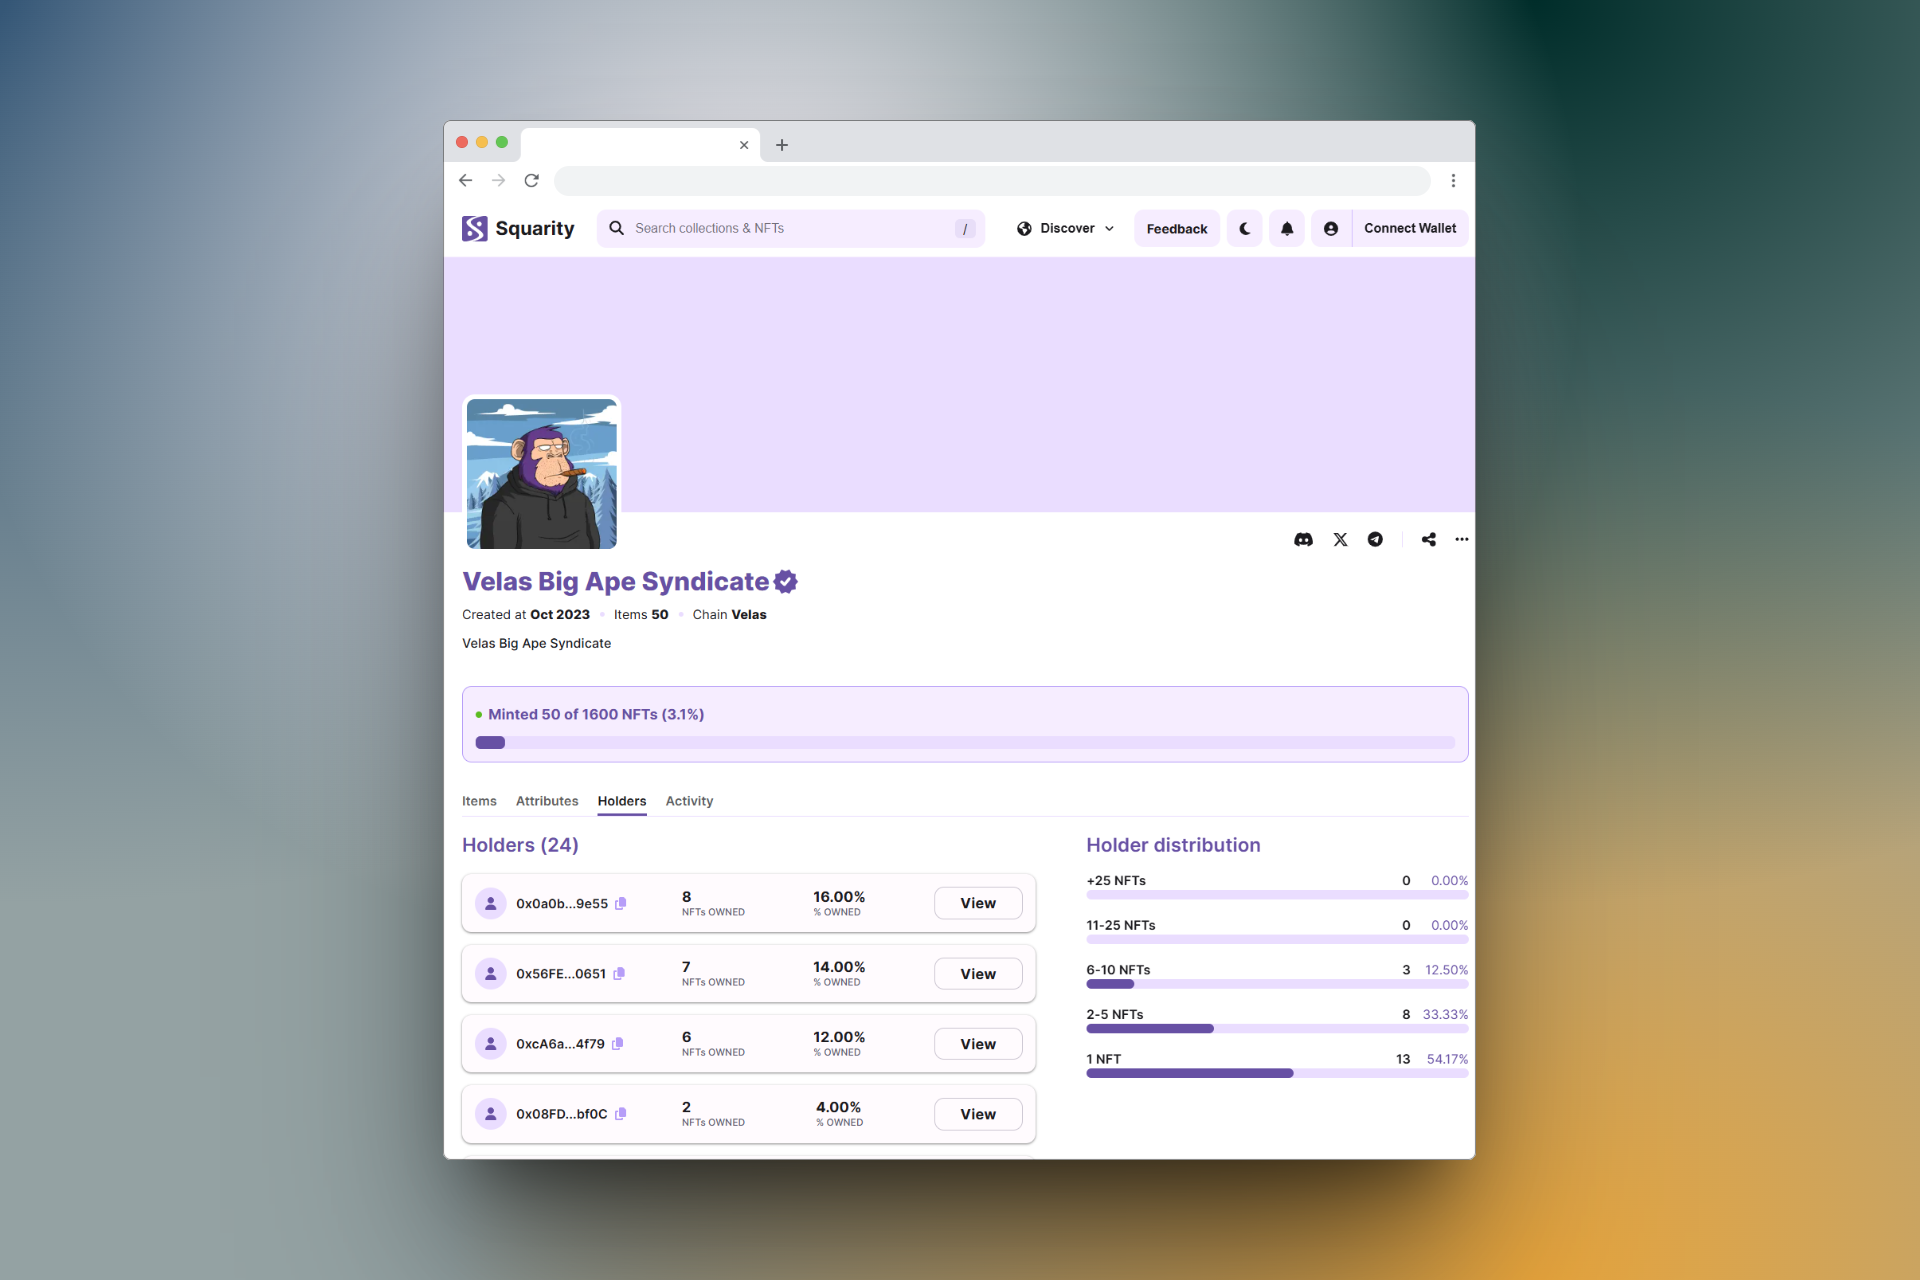 Squarity
Search collections & NFTs
/
Discover
Feedback
Connect Wallet
Velas Big Ape Syndicate
Created at Oct 2023 • Items 50 • Chain Velas
Velas Big Ape Syndicate
Minted 50 of 1600 NFTs (3.1%)
Items Attributes Holders Activity
Holders (24)
0x0a0b...9e55
8
NFTs OWNED
16.00%
% OWNED
View
0x56FE...0651
7
NFTs OWNED
14.00%
% OWNED
View
0xcA6a...4f79
6
NFTs OWNED
12.00%
% OWNED
View
0x08FD...bf0C
2
NFTs OWNED
4.00%
% OWNED
View
Holder distribution
+25 NFTs 0 0.00%
11-25 NFTs 0 0.00%
6-10 NFTs 3 12.50%
2-5 NFTs 8 33.33%
1 NFT 13 54.17%